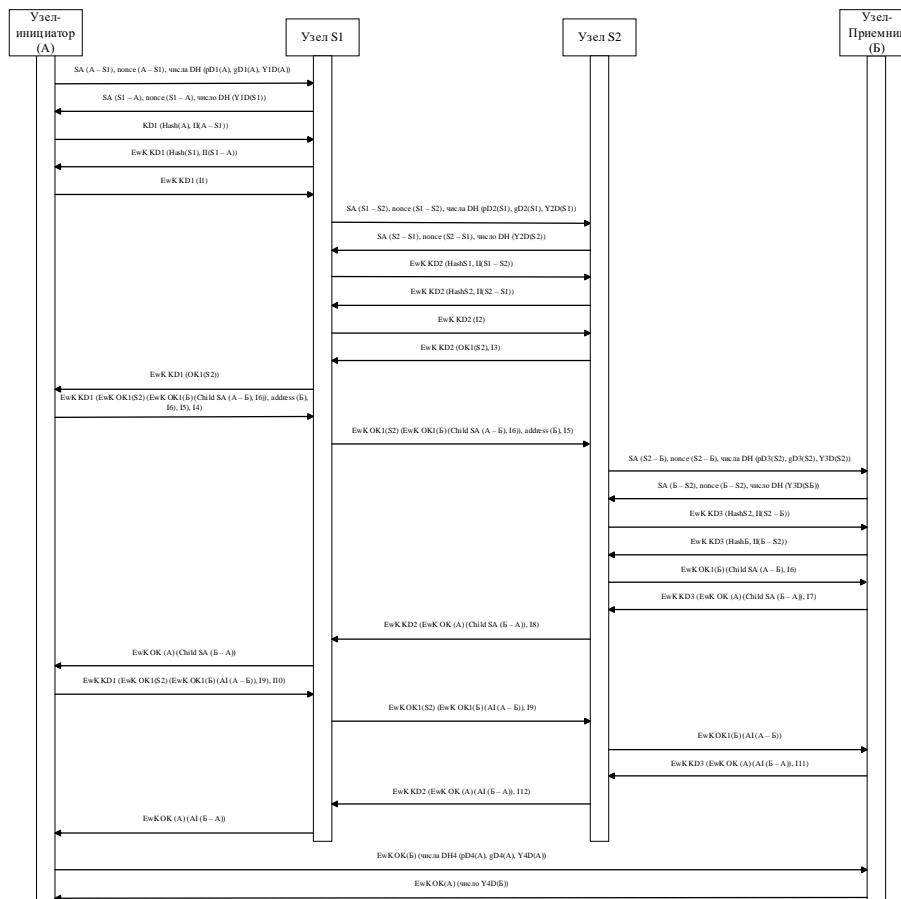 Узел-
инициатор
(А)
Узел S1
Узел S2
Узел-
Приемник
(Б)
SA (А – S1), nonce (А – S1), числа DH (pD1(А), gD1(А), Y1D(А))
SA (S1 – А), nonce (S1 – А), число DH (Y1D(S1))
KD1 (Hash(А), II(А – S1))
EwK KD1 (Hash(S1), II(S1 – А))
EwK KD1 (I1)
SA (S1 – S2), nonce (S1 – S2), числа DH (pD2(S1), gD2(S1), Y2D(S1))
SA (S2 – S1), nonce (S2 – S1), число DH (Y2D(S2))
EwK KD2 (HashS1, II(S1 – S2))
EwK KD2 (HashS2, II(S2 – S1))
EwK KD2 (I2)
EwK KD2 (OK1(S2), I3)
EwK KD1 (OK1(S2))
EwK KD1 (EwK OK1(S2) (EwK OK1(Б) (Child SA (А – Б), I6)), address (Б),
I6), I5), I4)
EwK OK1(S2) (EwK OK1(Б) (Child SA (А – Б), I6)), address (Б), I5)
SA (S2 – Б), nonce (S2 – Б), числа DH (pD3(S2), gD3(S2), Y3D(S2))
SA (Б – S2), nonce (Б – S2), число DH (Y3D(SБ))
EwK KD3 (HashS2, II(S2 – Б))
EwK KD3 (HashБ, II(Б – S2))
EwK OK1(Б) (Child SA (А – Б), I6)
EwK KD3 (EwK OK (А) (Child SA (Б – А)), I7)
EwK KD2 (EwK OK (А) (Child SA (Б – А)), I8)
EwK OK (А) (Child SA (Б – А))
EwK KD1 (EwK OK1(S2) (EwK OK1(Б) (AI (А – Б)), I9), I10)
EwK OK1(S2) (EwK OK1(Б) (AI (А – Б)), I9)
EwK OK1(Б) (AI (А – Б))
EwK KD3 (EwK OK (А) (AI (Б – А)), I11)
EwK KD2 (EwK OK (А) (AI (Б – А)), I12)
EwK OK (А) (AI (Б – А))
EwK OK(Б) (числа DH4 (pD4(А), gD4(А), Y4D(А))
EwK OK(А) (число Y4D(Б))